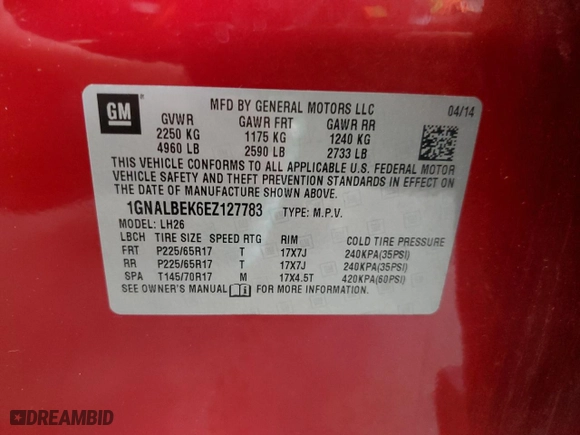 GM
®
MFD BY GENERAL MOTORS LLC 04/14
GVWR GAWR FRT GAWR RR
2250 KG 1175 KG 1240 KG
4960 LB 2590 LB 2733 LB
THIS VEHICLE CONFORMS TO ALL APPLICABLE U.S. FEDERAL MOTOR
VEHICLE SAFETY AND THEFT PREVENTION STANDARDS IN EFFECT ON
THE DATE OF MANUFACTURE SHOWN ABOVE.
1GNALBEK6EZ127783 TYPE: M.P.V.
MODEL: LH26
LBCH TIRE SIZE SPEED RTG RIM COLD TIRE PRESSURE
FRT P225/65R17 T 17X7J 240KPA(35PSI)
RR P225/65R17 T 17X7J 240KPA(35PSI)
SPA T145/70R17 M 17X4.5T 420KPA(60PSI)
SEE OWNER'S MANUAL FOR MORE INFORMATION.
DREAMBID